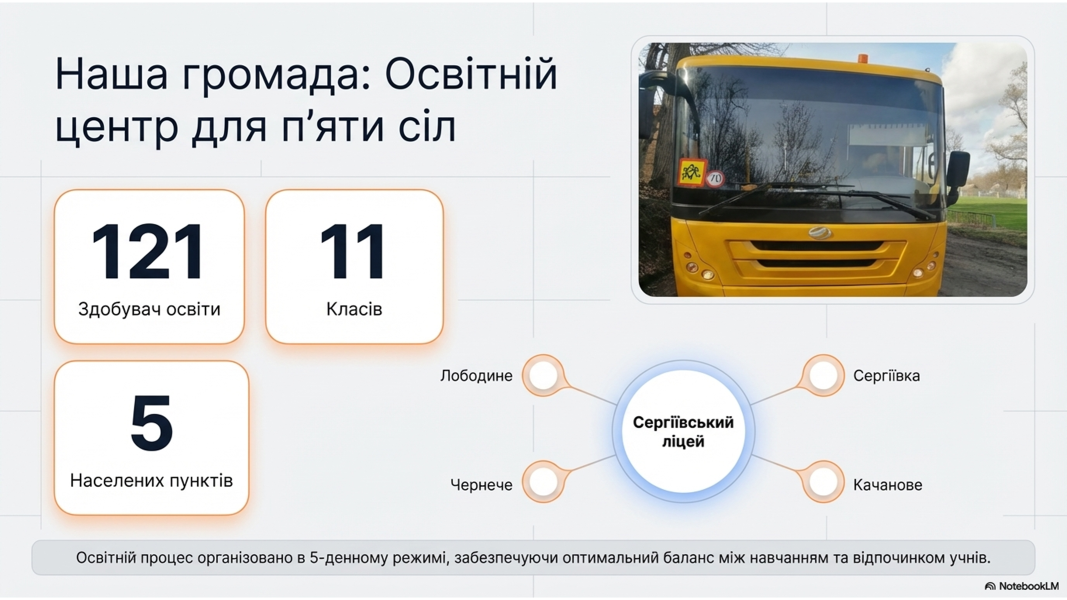 Наша громада: Освітній
центр для п’яти сіл
121
Здобувач освіти
11
Класів
5
Населених пунктів
70
Лободине
Сергіївка
Сергіївський
ліцей
Чернече
Качанове
Освітній процес організовано в 5-денному режимі, забезпечуючи оптимальний баланс між навчанням та відпочинком учнів.
NotebookLM